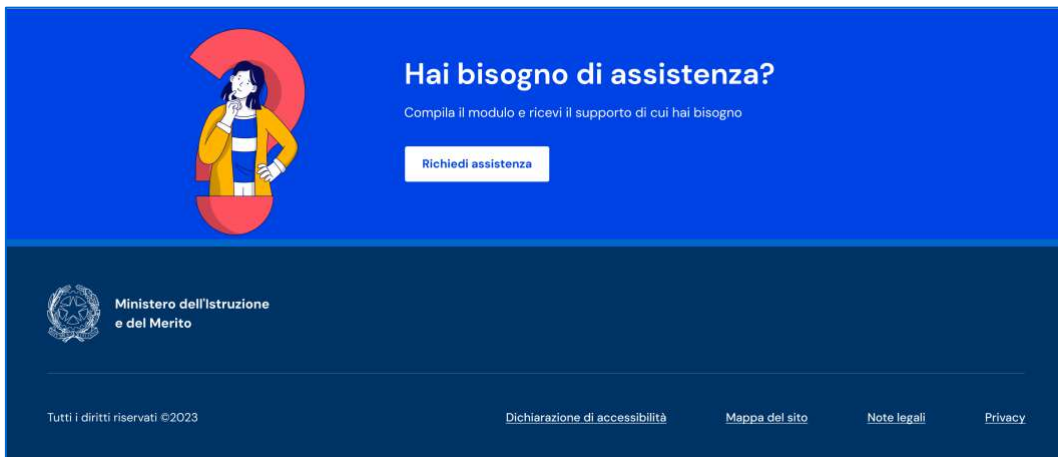 Hai bisogno di assistenza?
Compila il modulo e ricevi il supporto di cui hai bisogno
Richiedi assistenza
Ministero dell'Istruzione
e del Merito
Tutti i diritti riservati ©2023
Dichiarazione di accessibilità
Mappa del sito
Note legali
Privacy